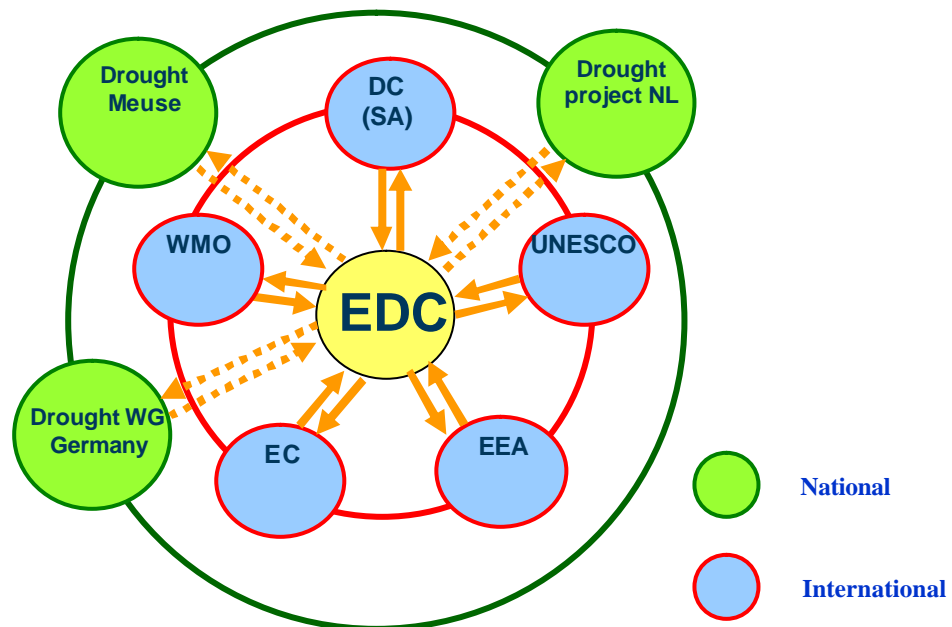 Drought
Meuse
Drought
project NL
DC
(SA)
WMO
UNESCO
EDC
Drought WG
Germany
EC
EEA
National
International